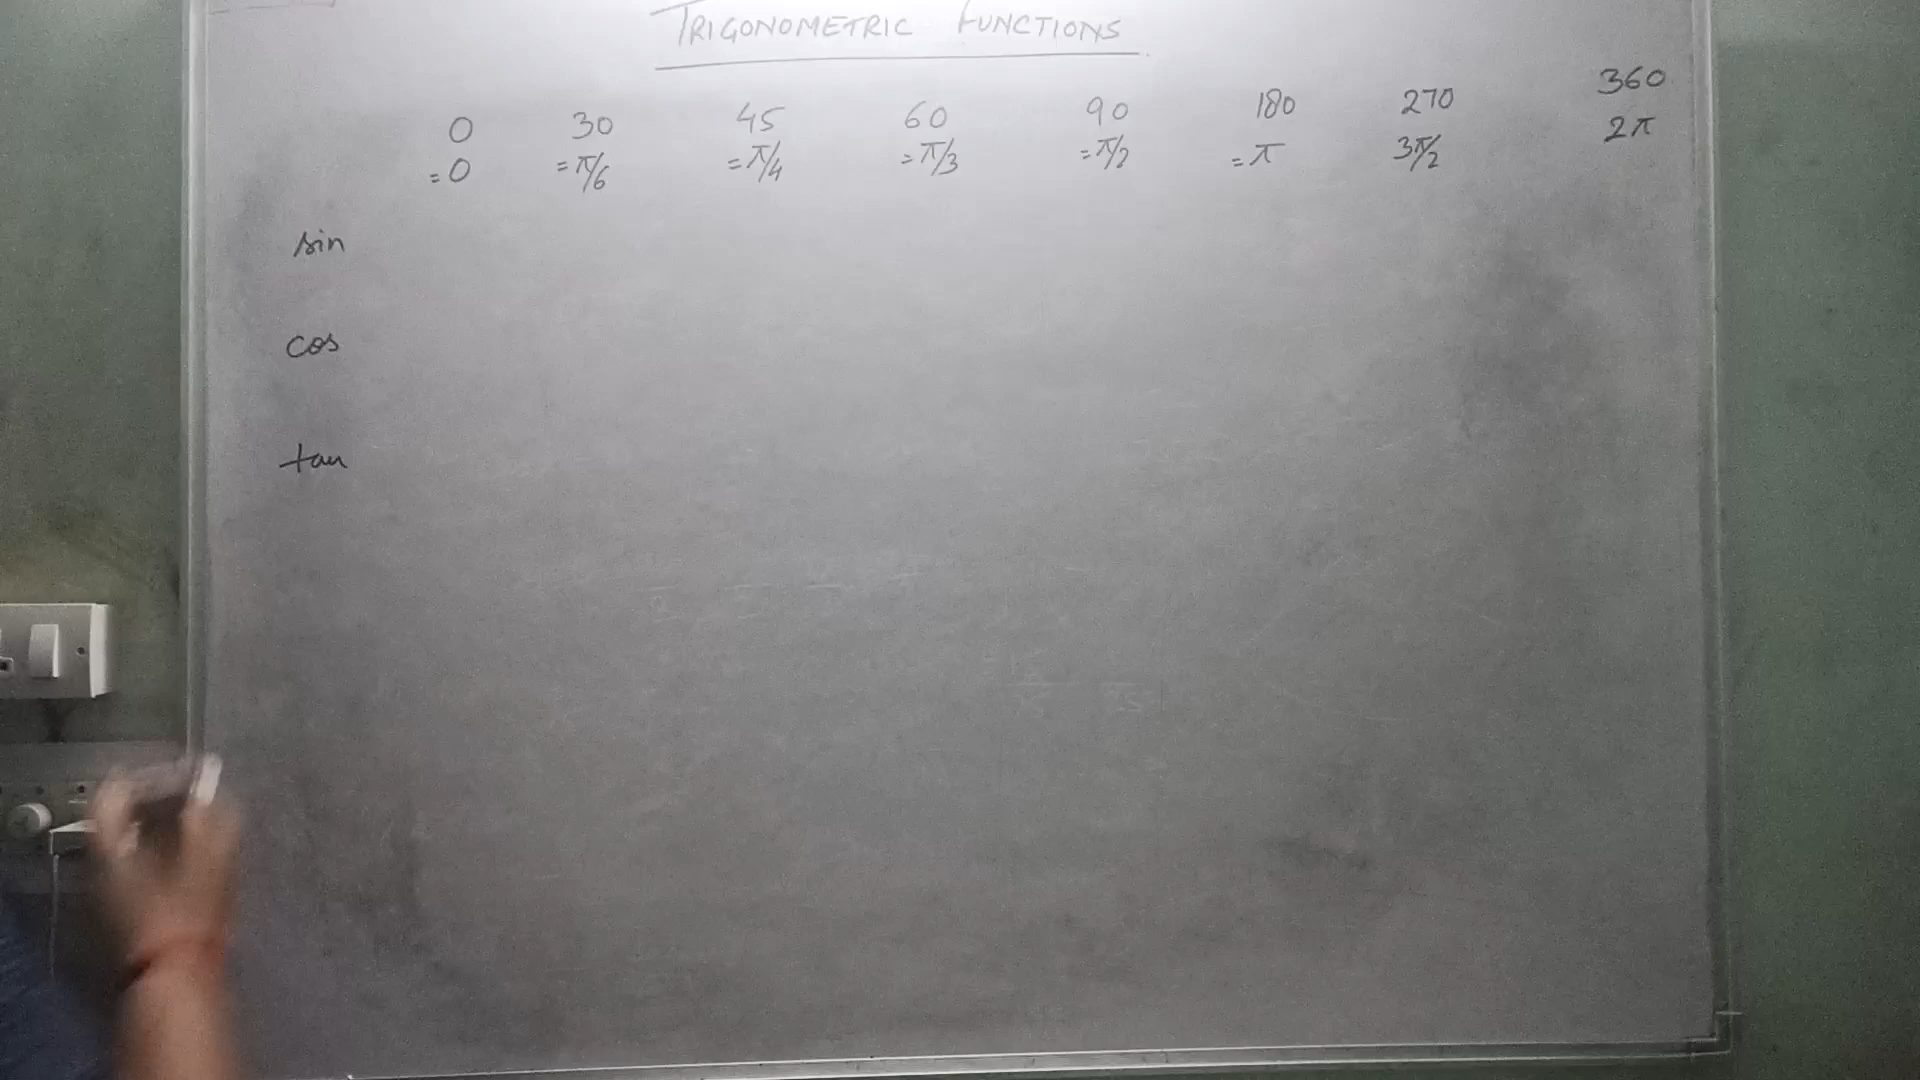 TRIGONOMETRIC FUNCTIONS
0 30 45 60 90 180 270 360
=0 =π/6 =π/4 =π/3 =π/2 =π 3π/2 2π
sin
cos
tan